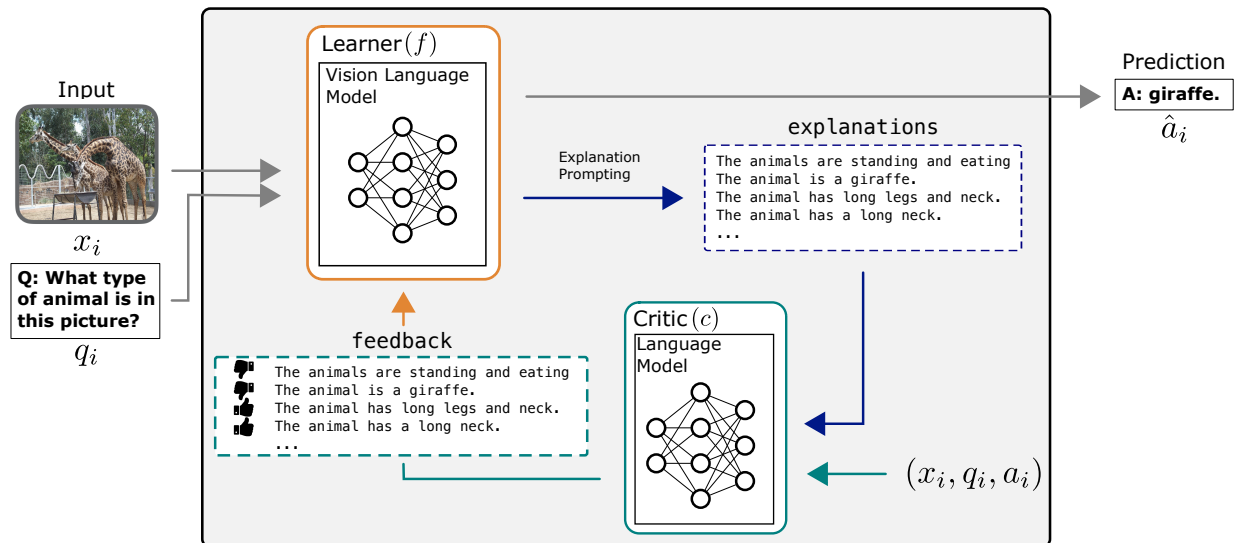 Input
x_i
Q: What type
of animal is in
this picture?
q_i
Learner(f)
Vision Language
Model
Explanation
Prompting
explanations
The animals are standing and eating
The animal is a giraffe.
The animal has long legs and neck.
The animal has a long neck.
...
Prediction
A: giraffe.
â_i
feedback
The animals are standing and eating
The animal is a giraffe.
The animal has long legs and neck.
The animal has a long neck.
...
Critic(c)
Language
Model
(x_i, q_i, a_i)